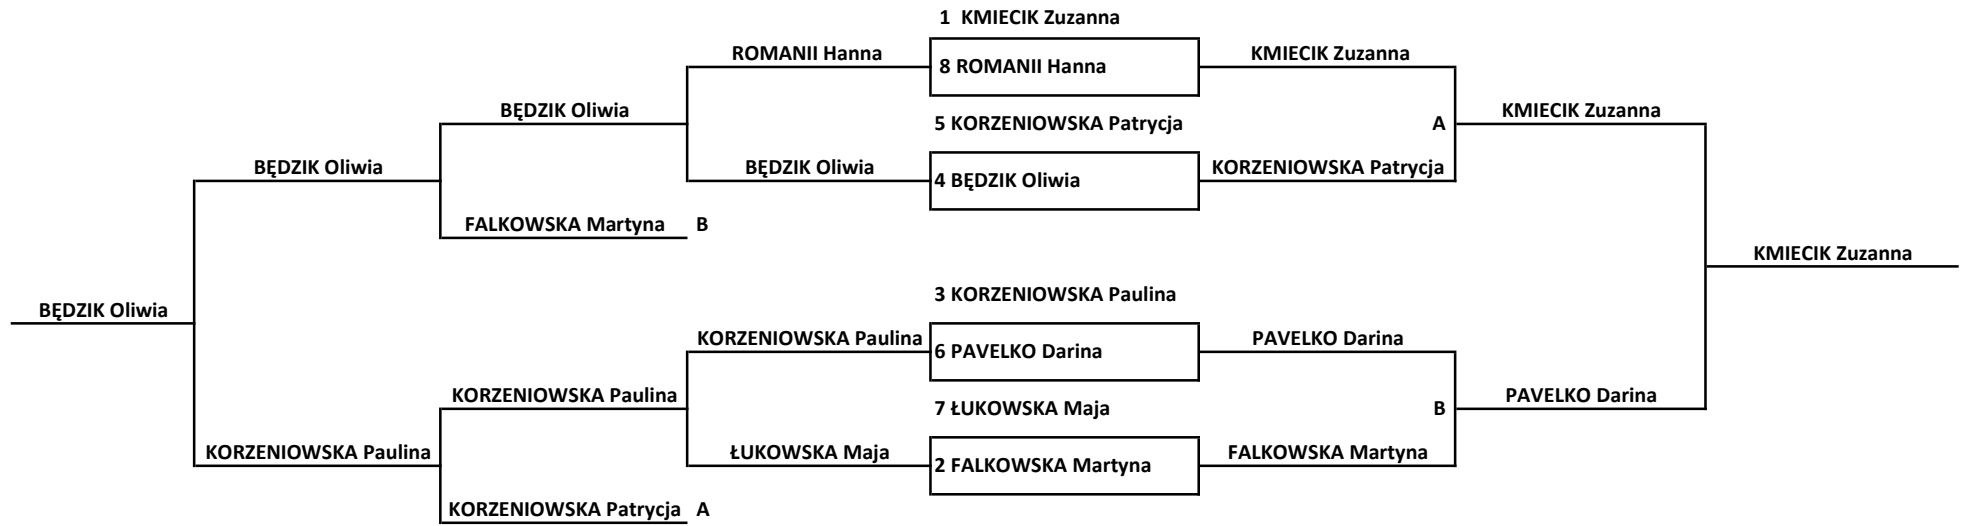 1 KMIECIK Zuzanna
ROMANII Hanna
8 ROMANII Hanna
KMIECIK Zuzanna
BĘDZIK Oliwia
5 KORZENIOWSKA Patrycja
A
KMIECIK Zuzanna
BĘDZIK Oliwia
BĘDZIK Oliwia
4 BĘDZIK Oliwia
KORZENIOWSKA Patrycja
FALKOWSKA Martyna
B
KMIECIK Zuzanna
BĘDZIK Oliwia
3 KORZENIOWSKA Paulina
KORZENIOWSKA Paulina
6 PAVELKO Darina
PAVELKO Darina
KORZENIOWSKA Paulina
7 ŁUKOWSKA Maja
B
PAVELKO Darina
KORZENIOWSKA Paulina
ŁUKOWSKA Maja
2 FALKOWSKA Martyna
FALKOWSKA Martyna
KORZENIOWSKA Patrycja
A